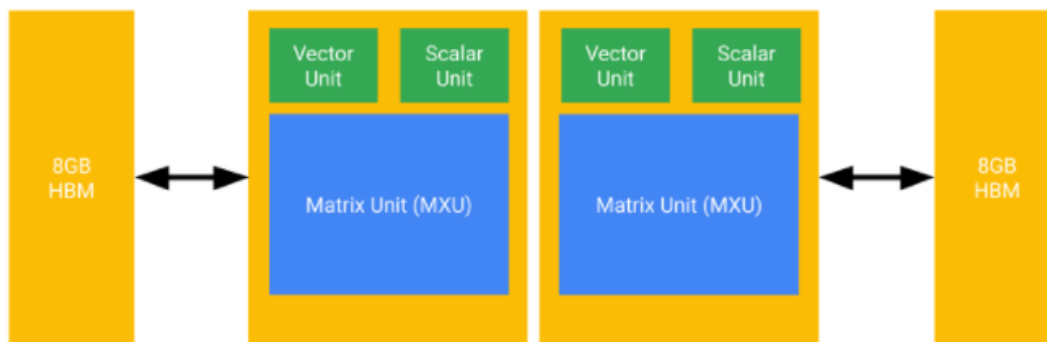 8GB
HBM
Vector
Unit
Scalar
Unit
Matrix Unit (MXU)
Vector
Unit
Scalar
Unit
Matrix Unit (MXU)
8GB
HBM